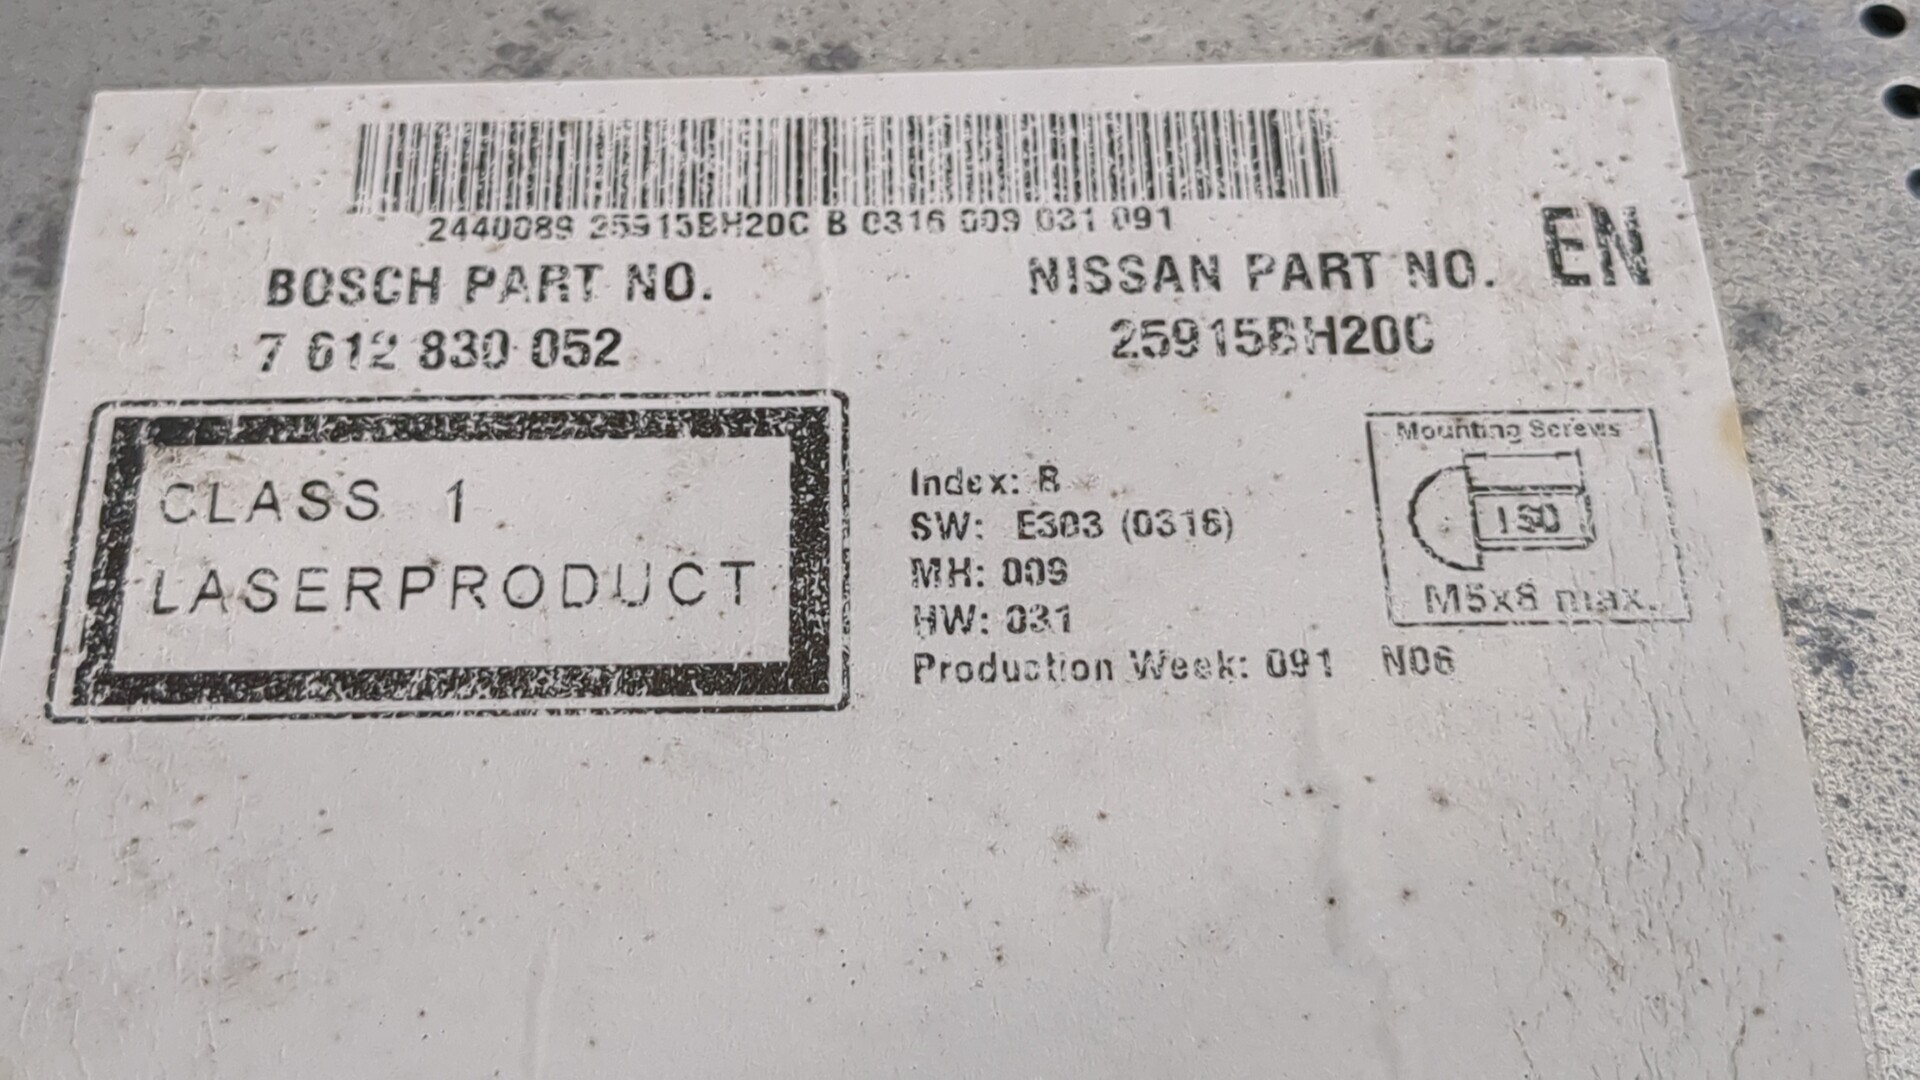 2440089 25915BH20C B 0316 009 031 091
BOSCH PART NO.
7 612 830 052
NISSAN PART NO.
25915BH20C
EN
CLASS 1
LASERPRODUCT
Index: B
SW: E303 (0316)
MH: 009
HW: 031
Production Week: 091 N06
Mounting Screws
ISO
M5x8 max.